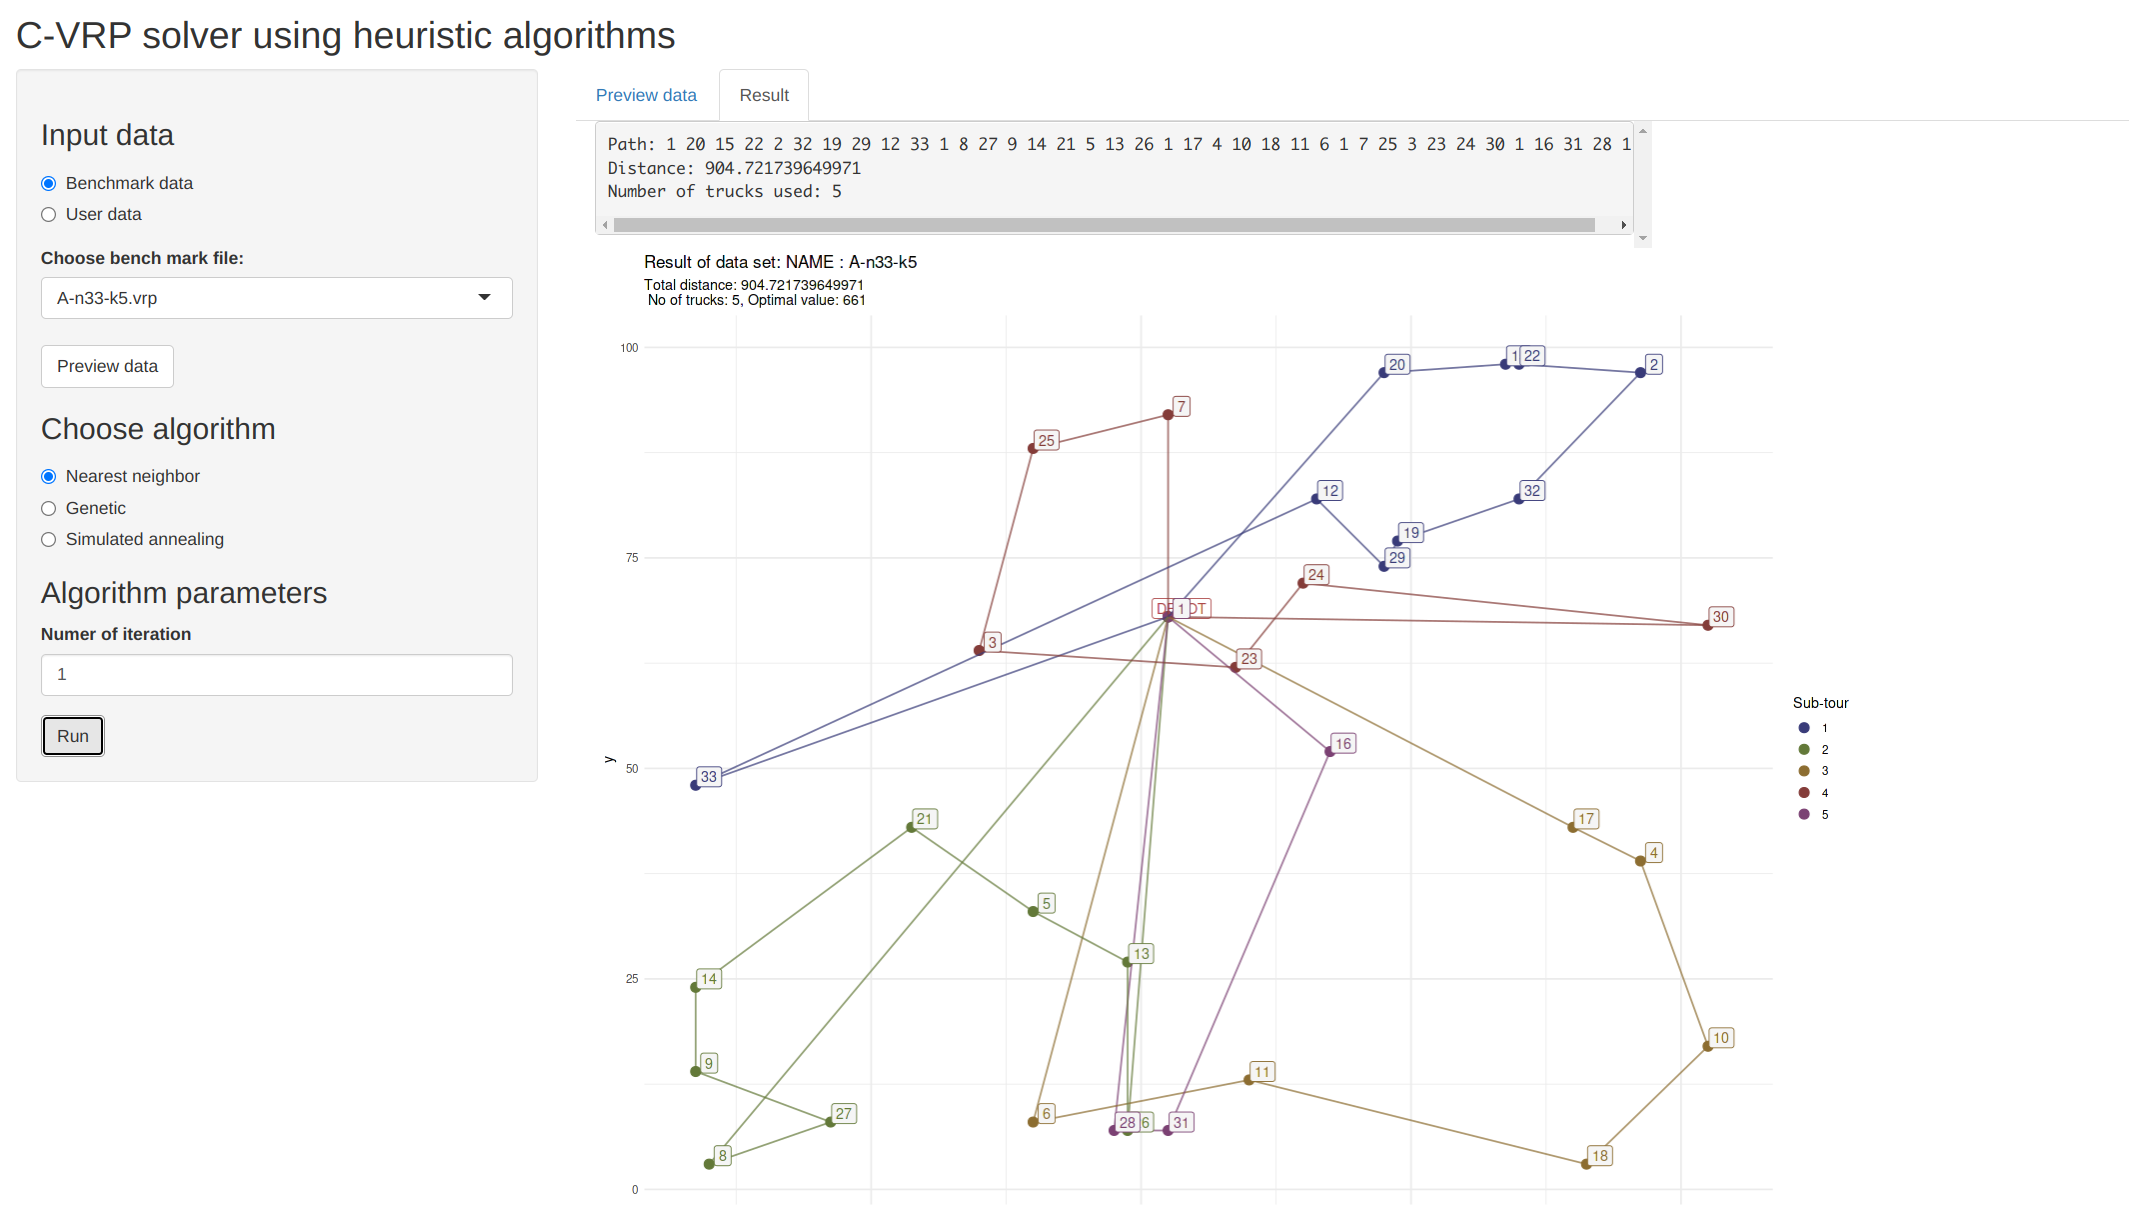 C-VRP solver using heuristic algorithms
Input data
Benchmark data
User data
Choose bench mark file:
A-n33-k5.vrp
Preview data
Choose algorithm
Nearest neighbor
Genetic
Simulated annealing
Algorithm parameters
Numer of iteration
1
Run
Preview data
Result
Path: 1 20 15 22 2 32 19 29 12 33 1 8 27 9 14 21 5 13 26 1 17 4 10 18 11 6 1 7 25 3 23 24 30 1 16 31 28 1
Distance: 904.721739649971
Number of trucks used: 5
Result of data set: NAME : A-n33-k5
Total distance: 904.721739649971
No of trucks: 5, Optimal value: 661
100
75
50
25
0
y
20
22
2
7
25
12
32
19
29
24
1
30
3
23
16
33
21
17
4
5
13
14
10
9
11
27
6
28
31
8
18
Sub-tour
1
2
3
4
5